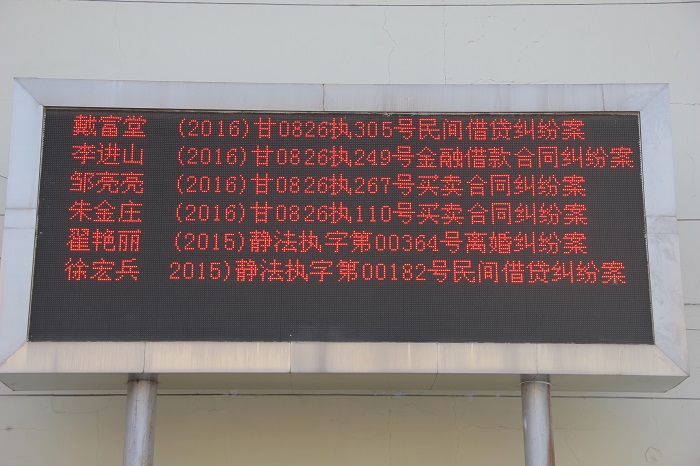 戴富堂 (2016)甘0826执305号民间借贷纠纷案
李进山 (2016)甘0826执249号金融借款合同纠纷案
邹亮亮 (2016)甘0826执267号买卖合同纠纷案
朱金庄 (2016)甘0826执110号买卖合同纠纷案
翟艳丽 (2015)静法执字第00364号离婚纠纷案
徐宏兵 2015)静法执字第00182号民间借贷纠纷案